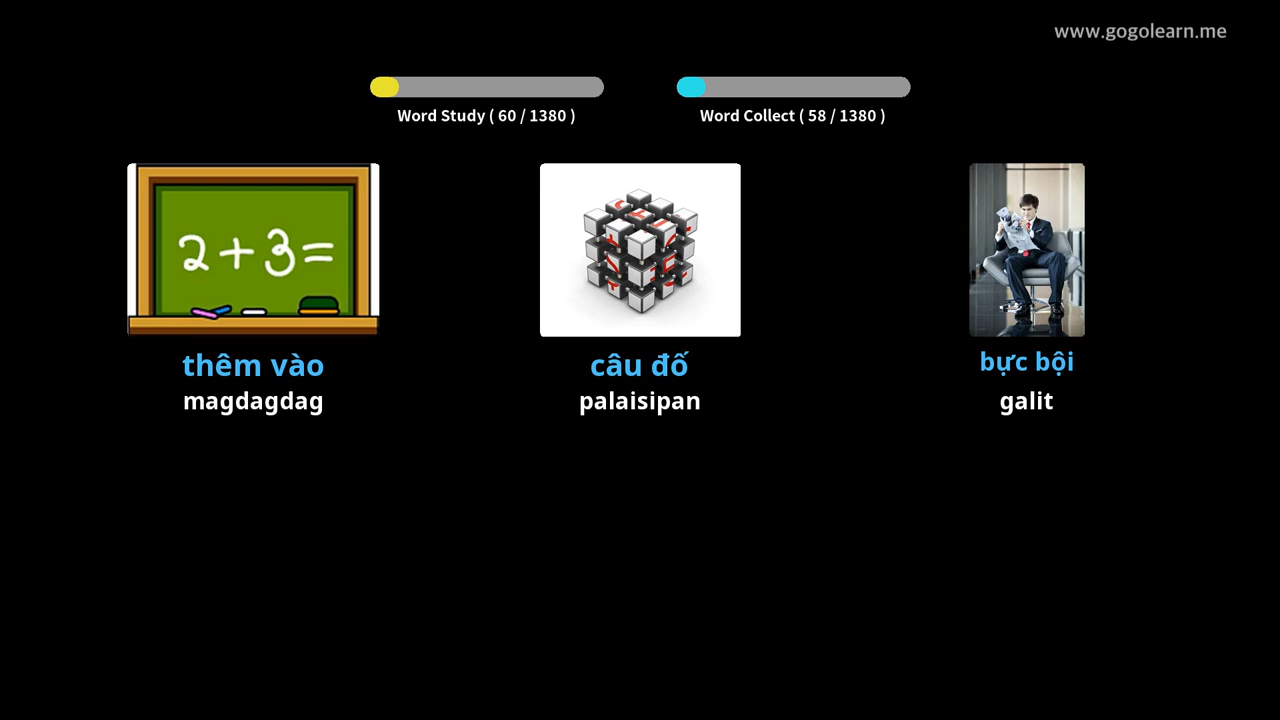 www.gogolearn.me
Word Study ( 60 / 1380 )
Word Collect ( 58 / 1380 )
2+3=
thêm vào
magdagdag
câu đố
palaisipan
bực bội
galit